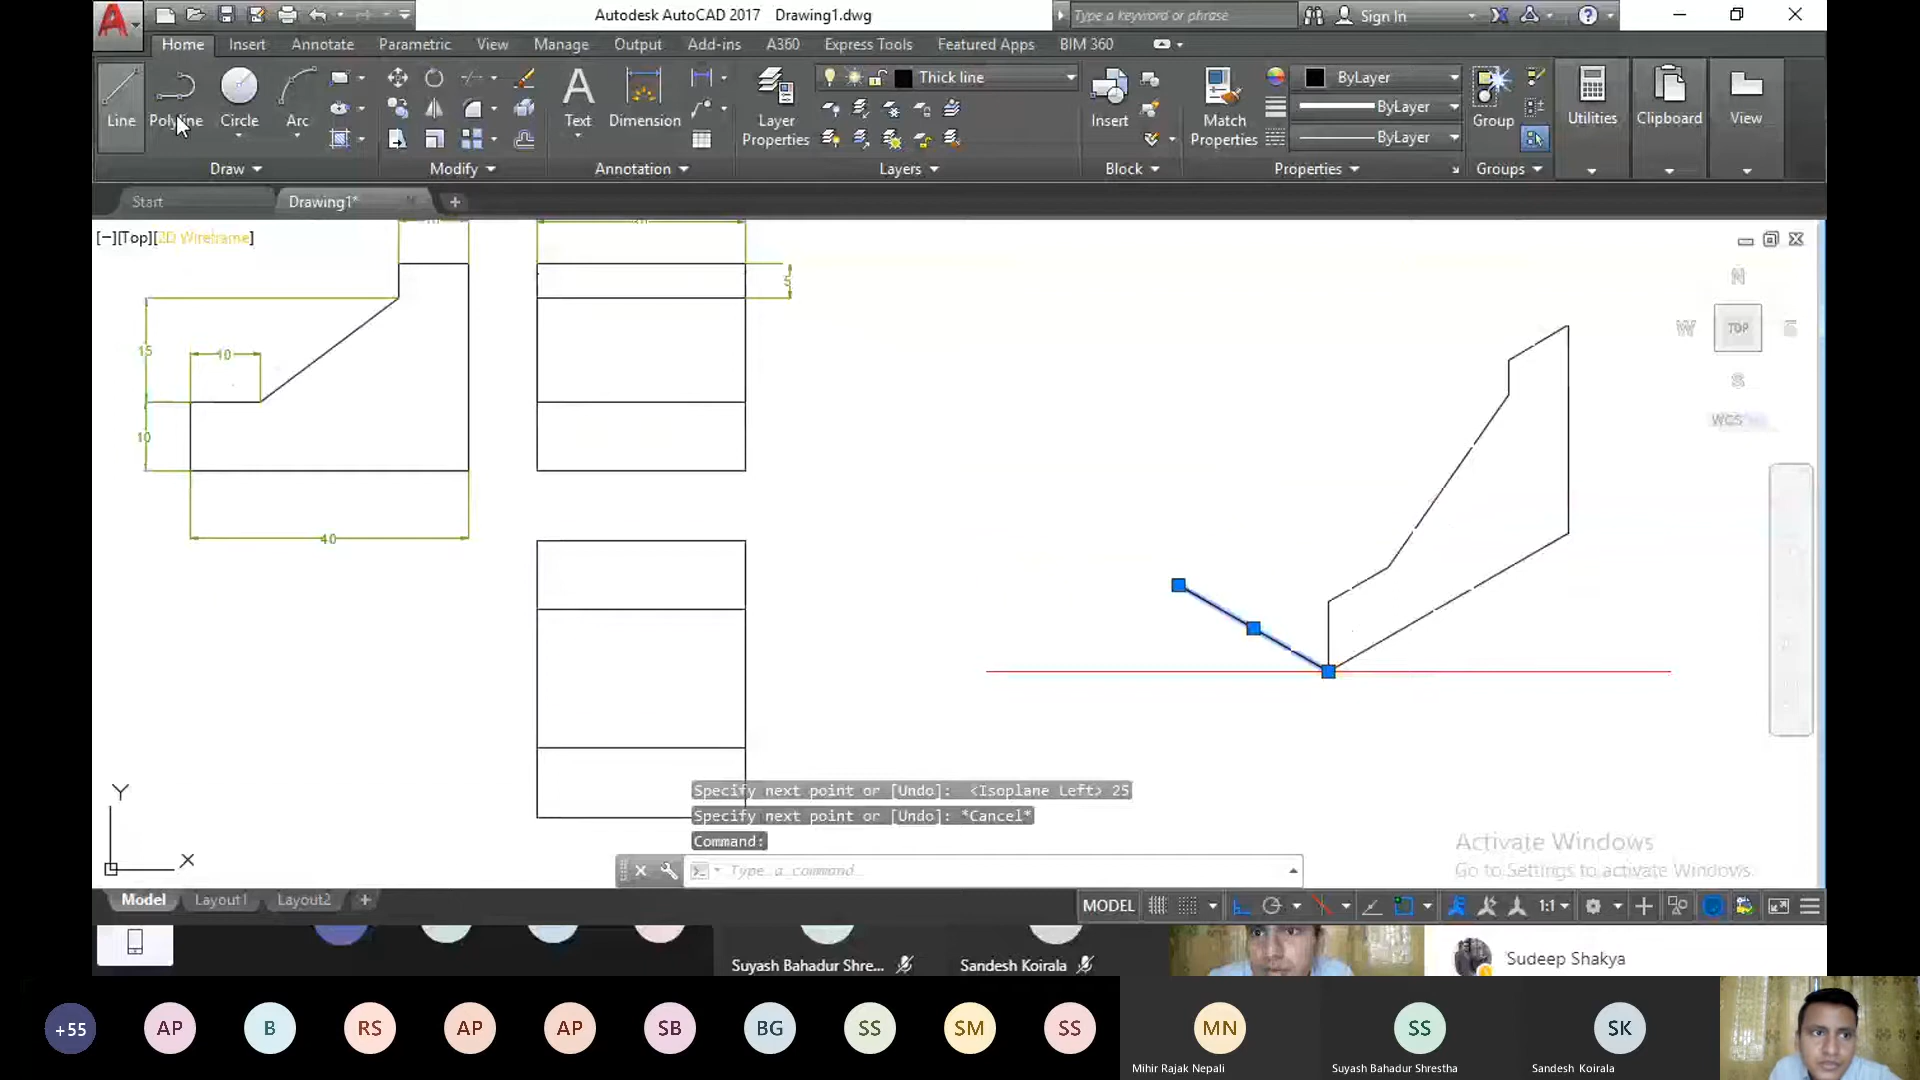 Autodesk AutoCAD 2017 Drawing1.dwg
Type a keyword or phrase
Sign In
Home Insert Annotate Parametric View Manage Output Add-ins A360 Express Tools Featured Apps BIM 360
Thick line
ByLayer
ByLayer
ByLayer
Line Polyline Circle Arc
Text Dimension
Layer Properties
Insert
Match Properties
Group
Utilities
Clipboard
View
Draw Modify Annotation Layers Block Properties Groups
Start Drawing1*
[−][Top][2D Wireframe]
N
W TOP
S
WCS
5
15
10
10
40
Y
X
Specify next point or [Undo]: <Isoplane Left> 25
Specify next point or [Undo]: *Cancel*
Command:
Type a command
Activate Windows
Go to Settings to activate Windows.
Model Layout1 Layout2
MODEL
1:1
Suyash Bahadur Shre...
Sandesh Koirala
Sudeep Shakya
+55 AP B RS AP AP SB BG SS SM SS MN SS SK
Mihir Rajak Nepali
Suyash Bahadur Shrestha
Sandesh Koirala